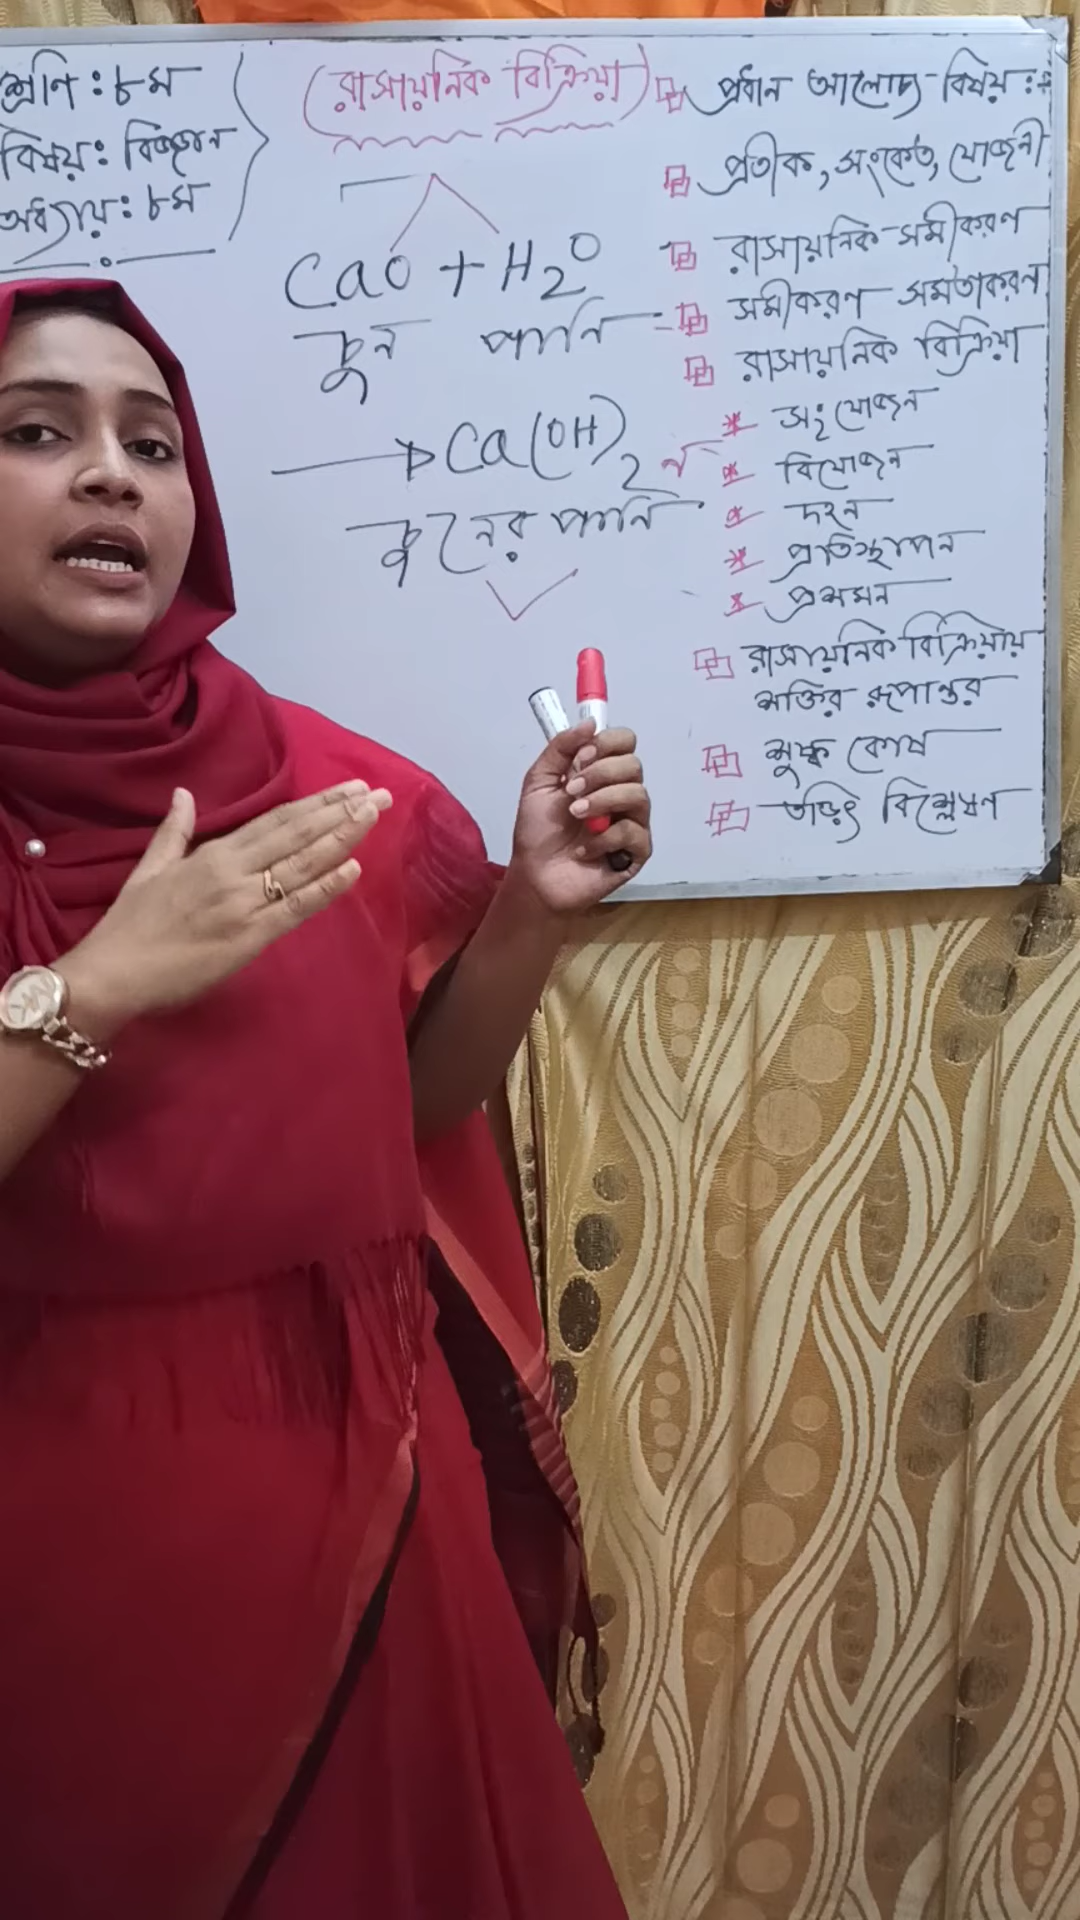 শ্রেণি : ৮ম
বিষয় : বিজ্ঞান
অধ্যায় : ৮ম
(রাসায়নিক বিক্রিয়া)
CaO + H2O
চুন পানি
→ Ca(OH)2
চুনের পানি
প্রধান আলোচ্য বিষয় :-
প্রতীক, সংকেত, যোজনী
রাসায়নিক সমীকরণ
সমীকরণ সমতাকরণ
রাসায়নিক বিক্রিয়া
* সংযোজন
* বিযোজন
* দহন
* প্রতিস্থাপন
* প্রশমন
রাসায়নিক বিক্রিয়ায়
শক্তির রূপান্তর
শুষ্ক কোষ
তড়িৎ বিশ্লেষণ